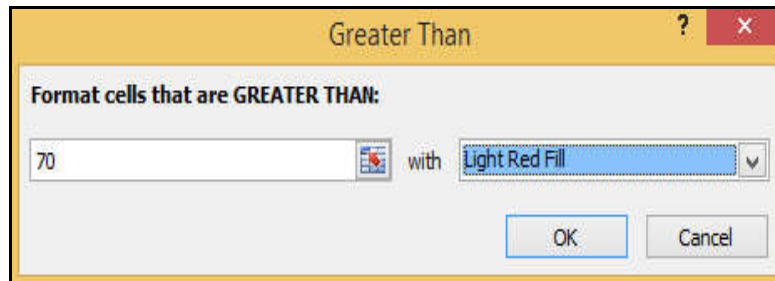 Greater Than ? x
Format cells that are GREATER THAN:
70 with Light Red Fill
OK Cancel